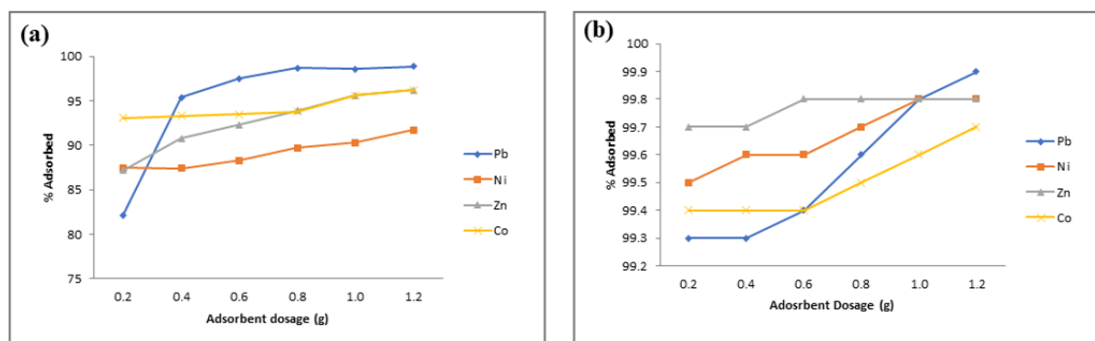 (a)
100
95
90
85
80
75
% Adsorbed
0.2 0.4 0.6 0.8 1.0 1.2
Adsorbent dosage (g)
Pb
Ni
Zn
Co
(b)
100
99.9
99.8
99.7
99.6
99.5
99.4
99.3
99.2
% Adsorbed
0.2 0.4 0.6 0.8 1.0 1.2
Adosrbent Dosage (g)
Pb
Ni
Zn
Co